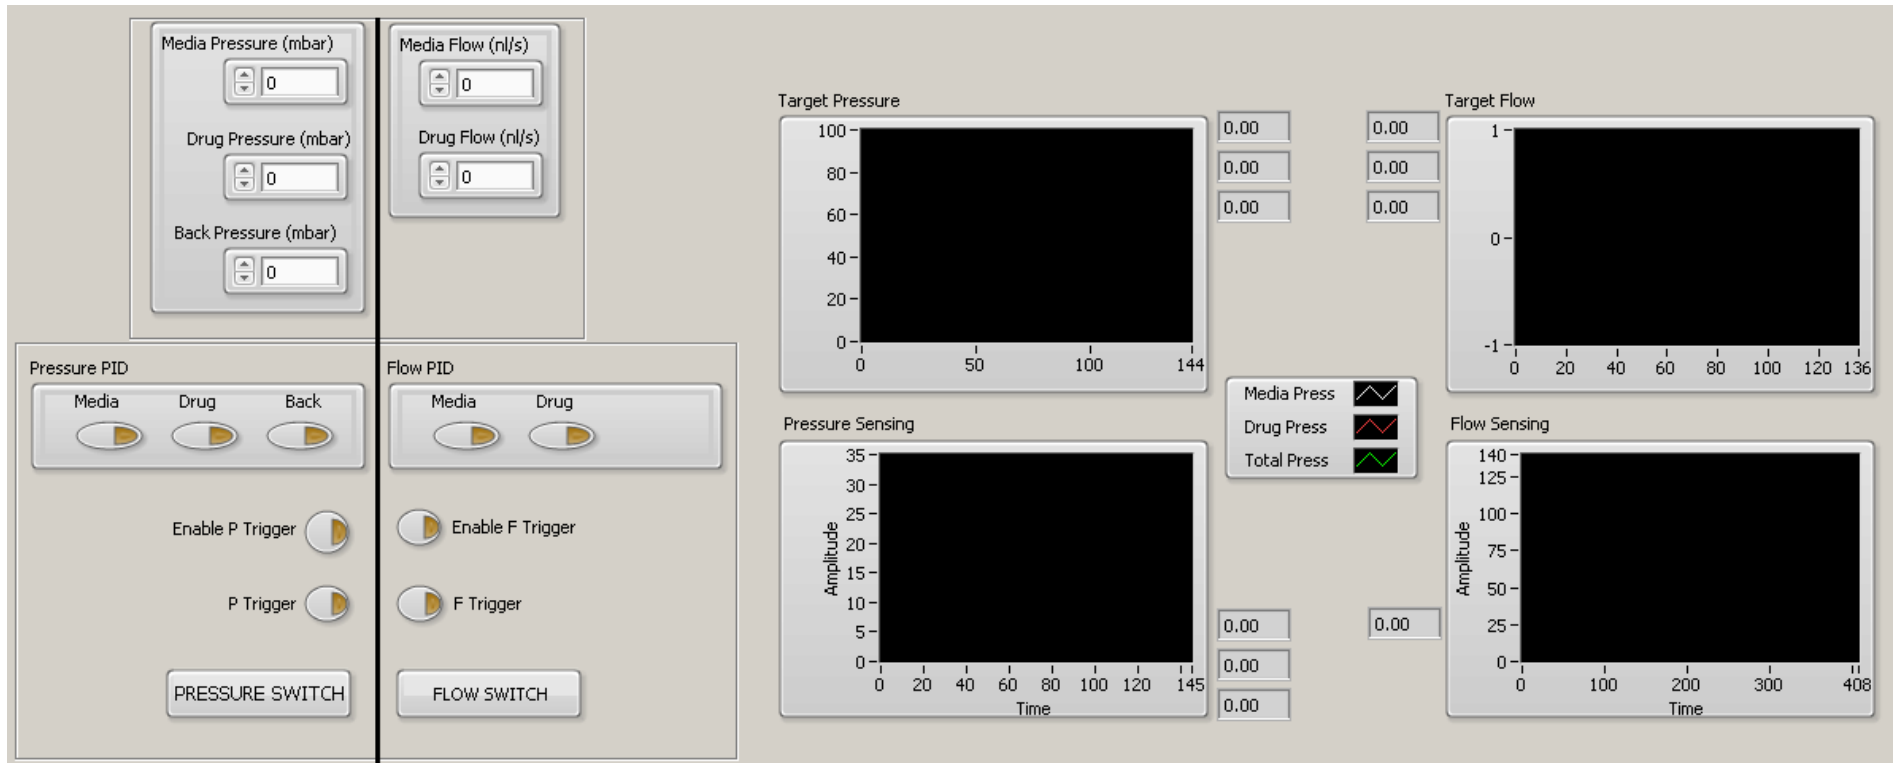 Media Pressure (mbar)
0
Drug Pressure (mbar)
0
Back Pressure (mbar)
0
Media Flow (nl/s)
0
Drug Flow (nl/s)
0
Pressure PID
Media Drug Back
Flow PID
Media Drug
Enable P Trigger
Enable F Trigger
P Trigger
F Trigger
PRESSURE SWITCH
FLOW SWITCH
Target Pressure
100
80
60
40
20
0
0 50 100 144
0.00
0.00
0.00
Target Flow
0.00
0.00
0.00
1
0
-1
0 20 40 60 80 100 120 136
Media Press
Drug Press
Total Press
Pressure Sensing
Amplitude
35
30
25
20
15
10
5
0
0 20 40 60 80 100 120 145
Time
0.00
0.00
0.00
Flow Sensing
0.00
Amplitude
140
125
100
75
50
25
0
0 100 200 300 408
Time